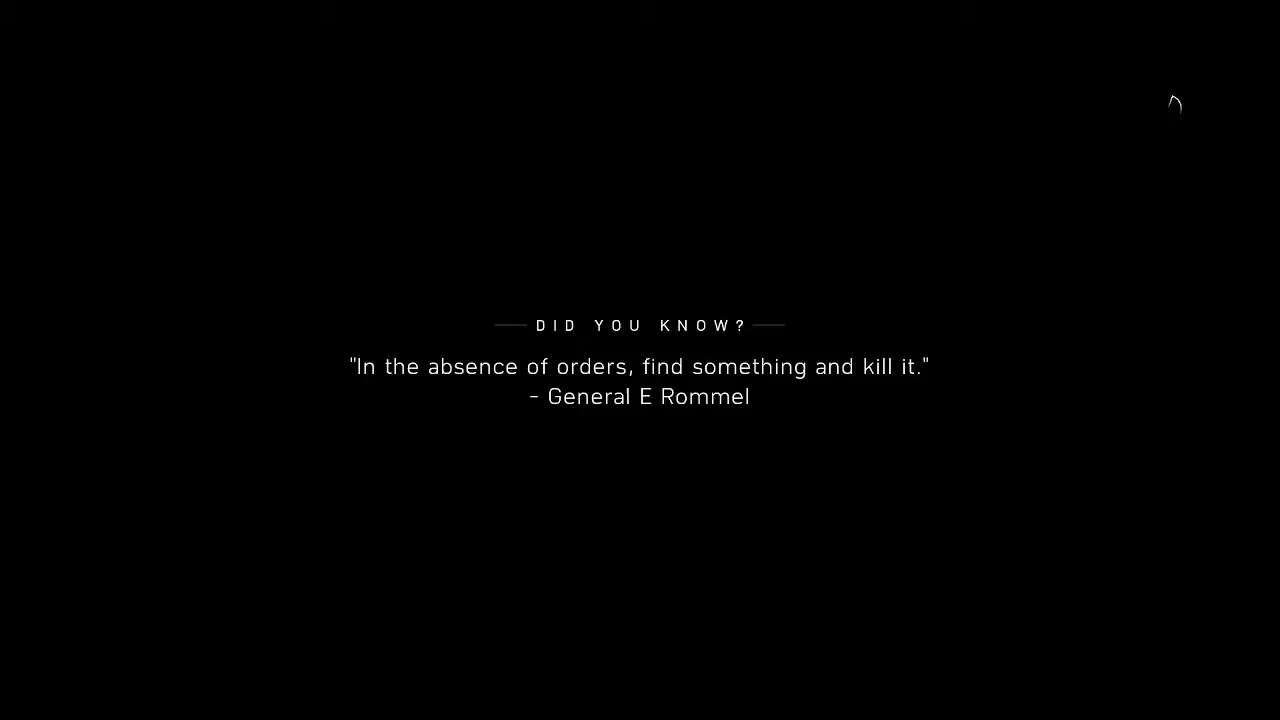 DID YOU KNOW?
"In the absence of orders, find something and kill it."
- General E Rommel